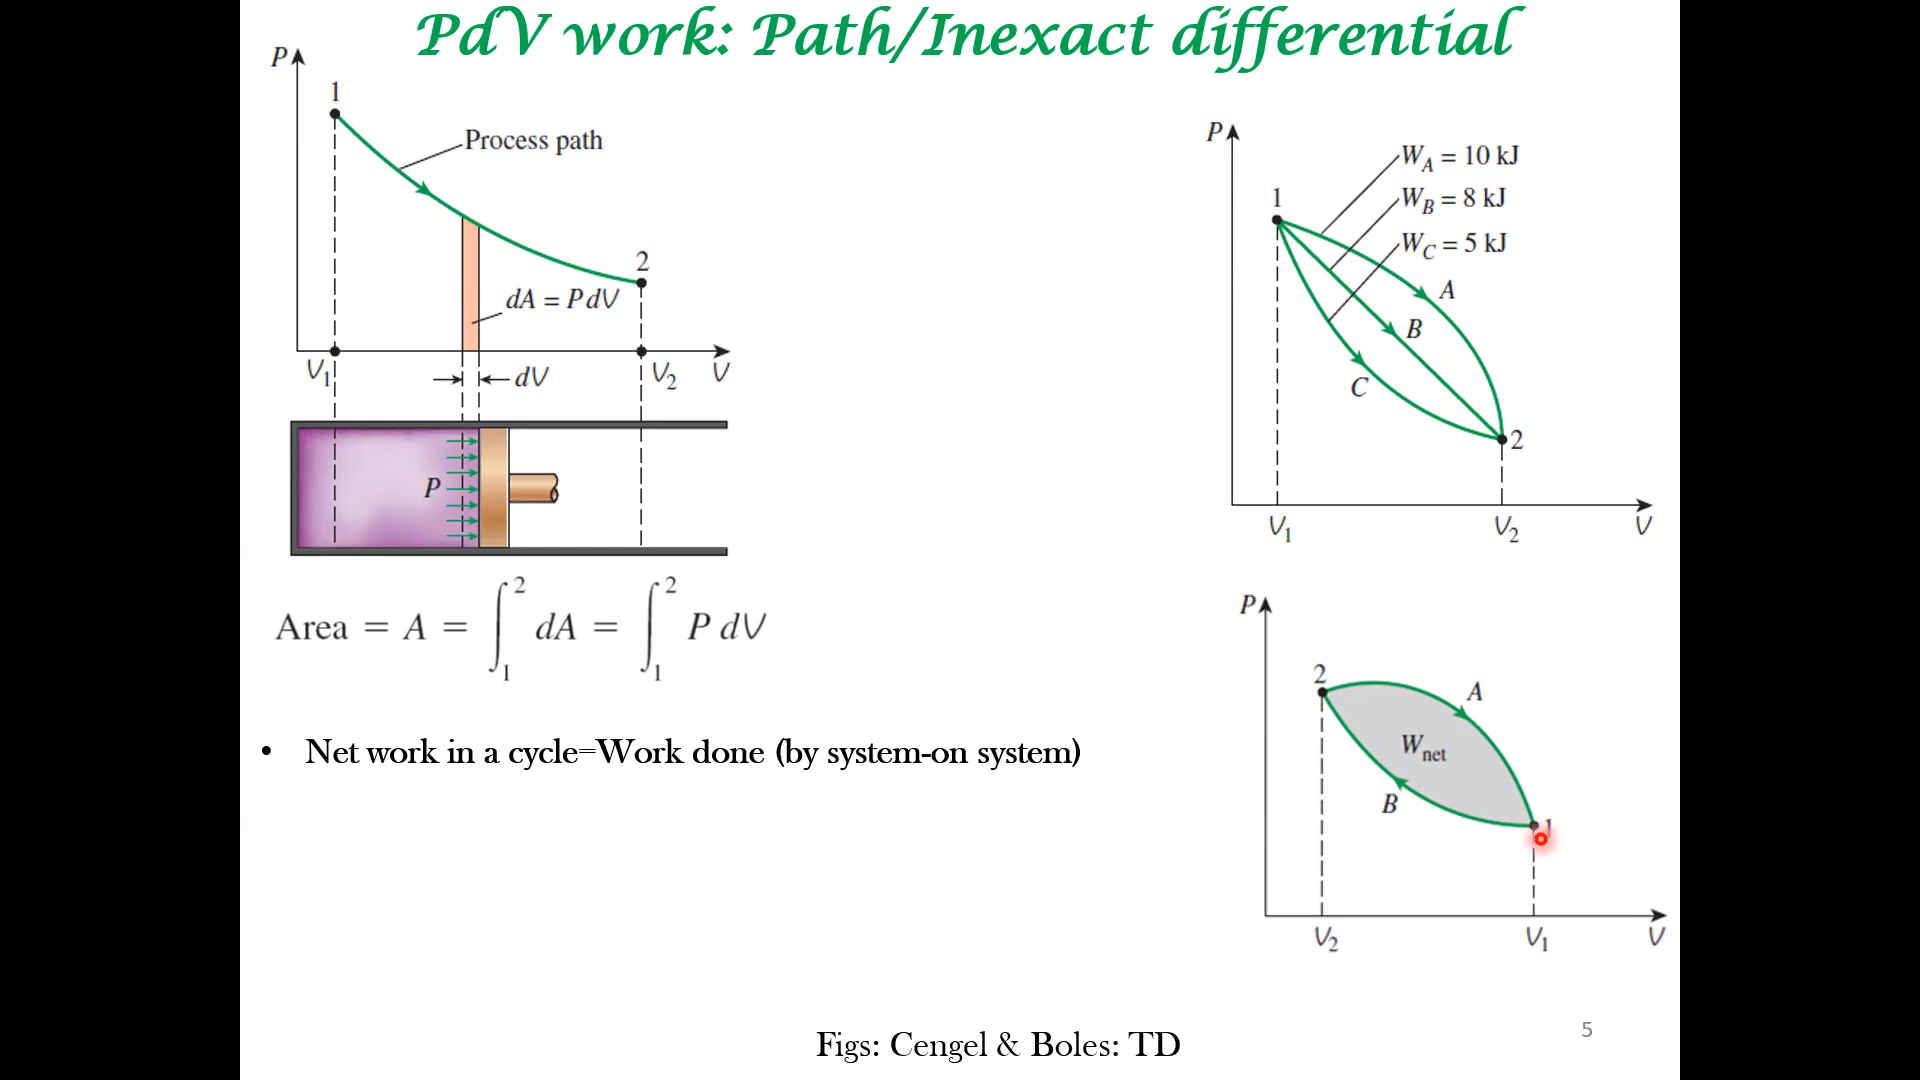 PdV work: Path/Inexact differential
P
1
Process path
2
dA = P dV
V1
dV
V2
V
P
Area = A = ∫₁² dA = ∫₁² P dV
• Net work in a cycle=Work done (by system-on system)
P
WA = 10 kJ
WB = 8 kJ
WC = 5 kJ
1
A
B
C
2
V1
V2
V
P
2
A
Wnet
B
1
V2
V1
V
Figs: Cengel & Boles: TD
5